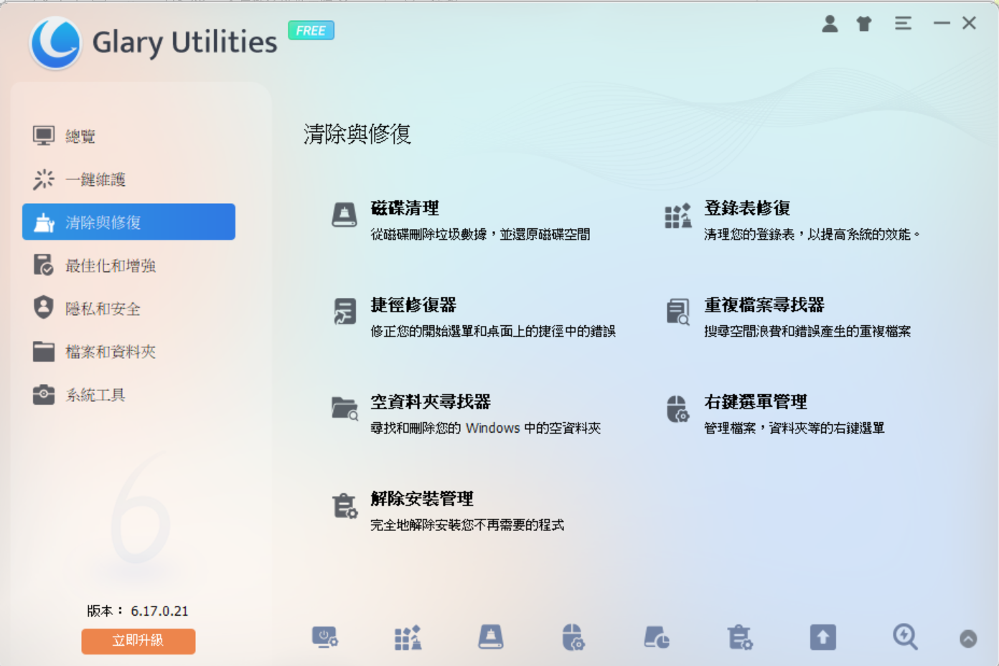 Glary Utilities
FREE
總覽
一鍵維護
清除與修復
最佳化和增強
隱私和安全
檔案和資料夾
系統工具
6
版本： 6.17.0.21
立即升級
清除與修復
磁碟清理
從磁碟刪除垃圾數據，並還原磁碟空間
登錄表修復
清理您的登錄表，以提高系統的效能。
捷徑修復器
修正您的開始選單和桌面上的捷徑中的錯誤
重複檔案尋找器
搜尋空間浪費和錯誤產生的重複檔案
空資料夾尋找器
尋找和刪除您的 Windows 中的空資料夾
右鍵選單管理
管理檔案，資料夾等的右鍵選單
解除安裝管理
完全地解除安裝您不再需要的程式